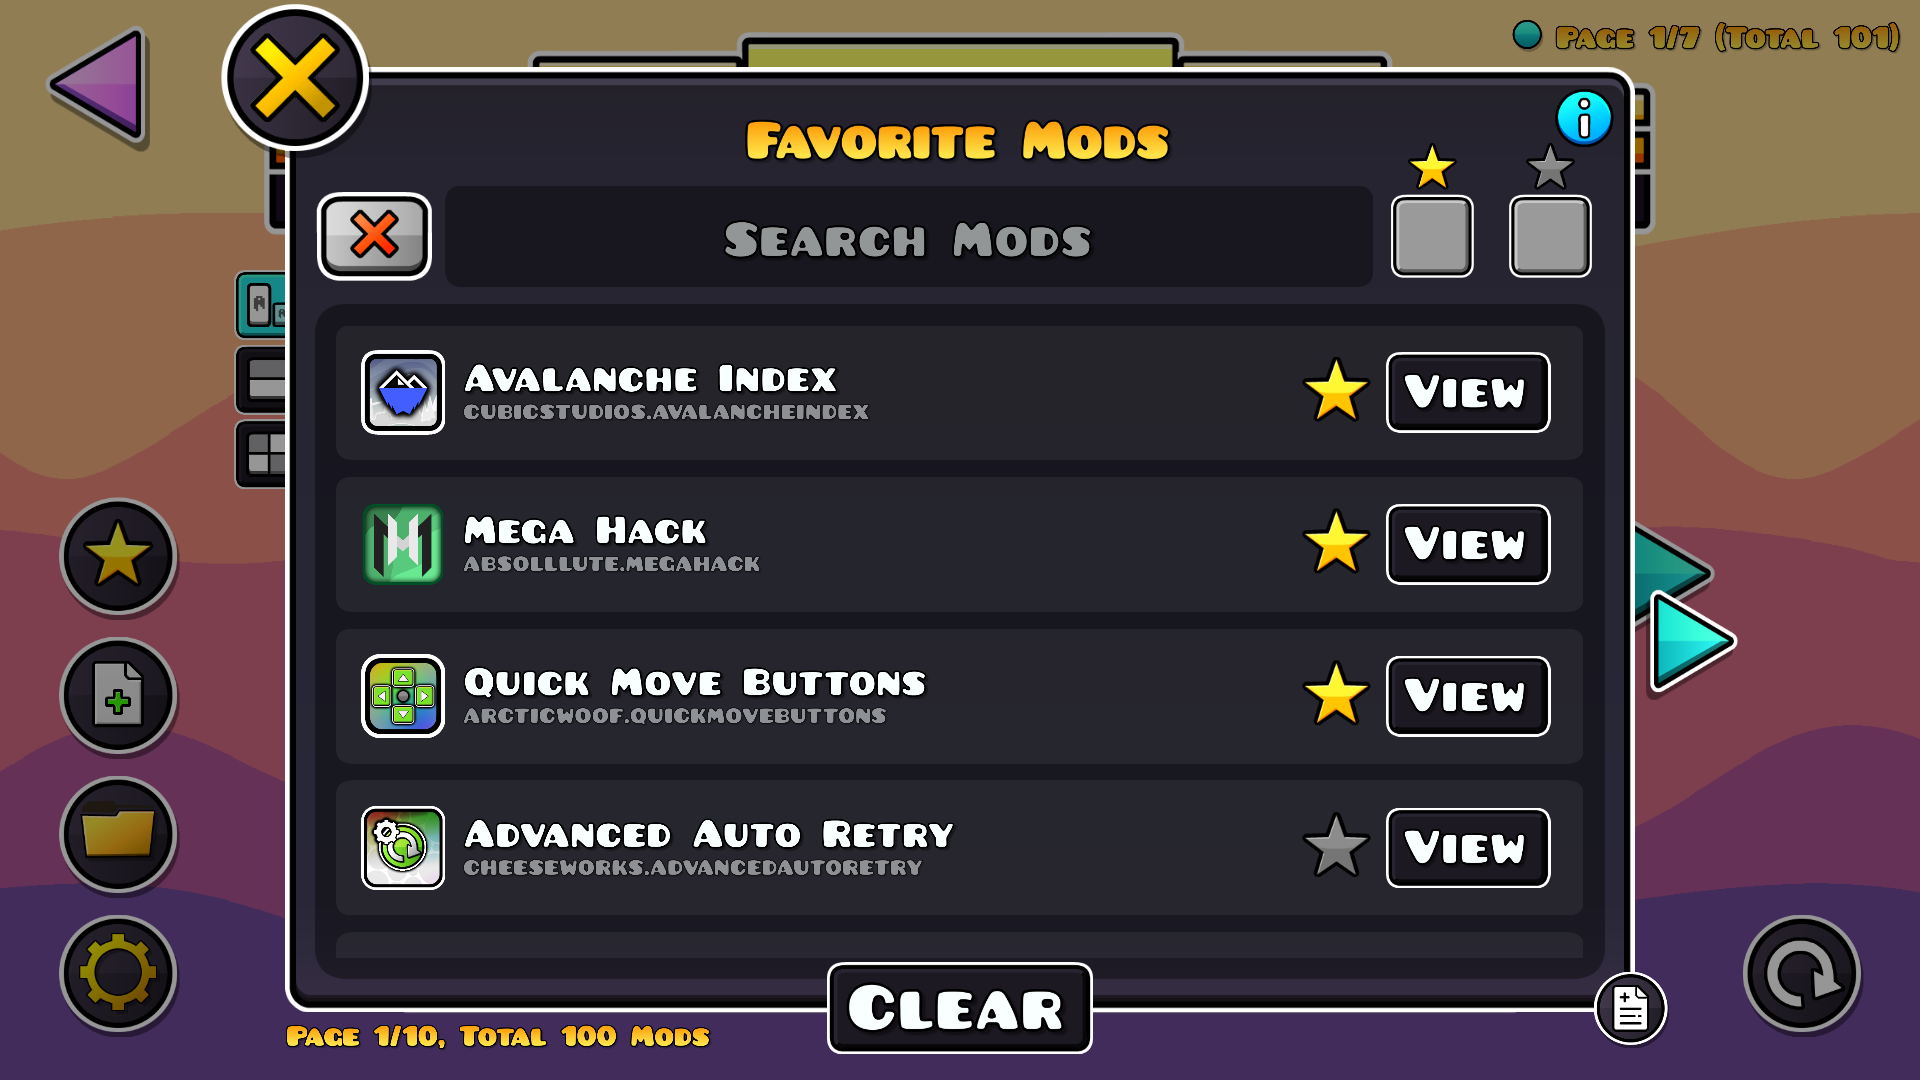 Page 1/7 (Total 101)
Favorite Mods
Search Mods
Avalanche Index
cubicstudios.avalancheindex
View
Mega Hack
absolllute.megahack
View
Quick Move Buttons
arcticwoof.quickmovebuttons
View
Advanced Auto Retry
cheeseworks.advancedautoretry
View
Clear
Page 1/10, Total 100 Mods